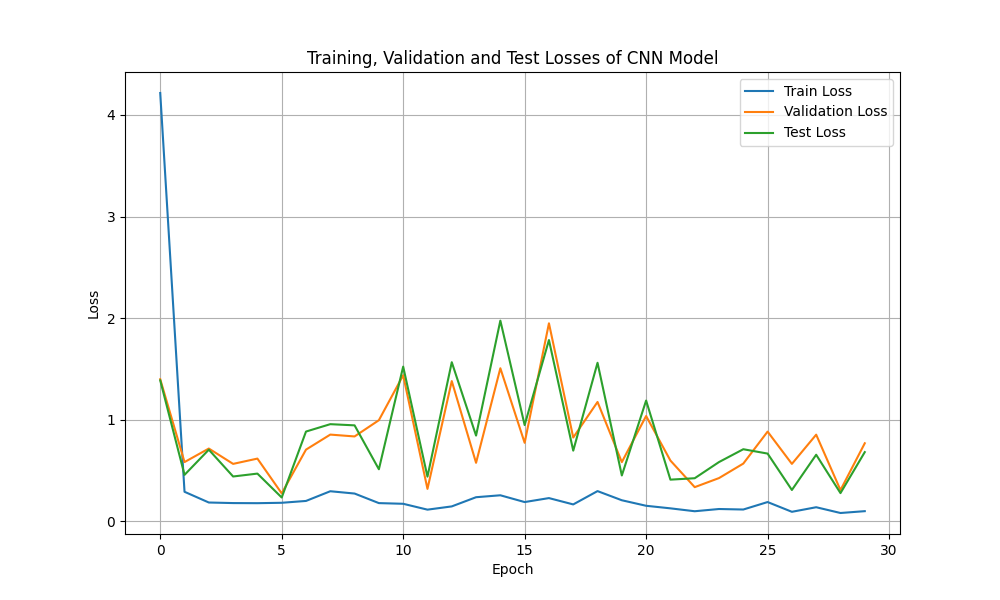 Training, Validation and Test Losses of CNN Model
Train Loss
Validation Loss
Test Loss
4
3
2
1
0
Loss
0 5 10 15 20 25 30
Epoch